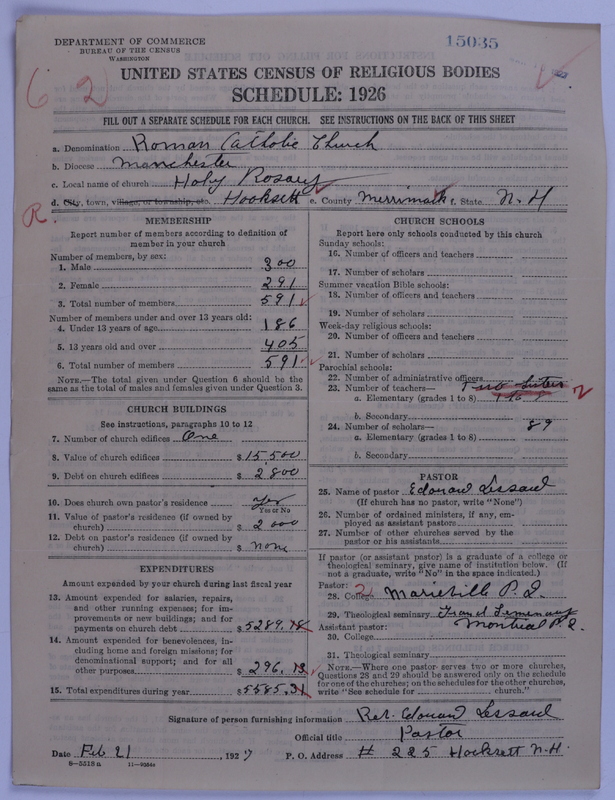 DEPARTMENT OF COMMERCE
BUREAU OF THE CENSUS
WASHINGTON
15035
62
UNITED STATES CENSUS OF RELIGIOUS BODIES
SCHEDULE: 1926
FILL OUT A SEPARATE SCHEDULE FOR EACH CHURCH. SEE INSTRUCTIONS ON THE BACK OF THIS SHEET
a. Denomination Roman Catholic Church
b. Diocese Manchester
c. Local name of church Holy Rosary
d. City, town, village, or township, etc. Hooksett e. County Merrimack f. State N.H
R.
MEMBERSHIP
Report number of members according to definition of member in your church
Number of members, by sex:
1. Male 300
2. Female 291
3. Total number of members 591
Number of members under and over 13 years old:
4. Under 13 years of age 186
5. 13 years old and over 405
6. Total number of members 591
NOTE.—The total given under Question 6 should be the
same as the total of males and females given under Question 3.
CHURCH BUILDINGS
See instructions, paragraphs 10 to 12
7. Number of church edifices One
8. Value of church edifices $15500
9. Debt on church edifices $2800
10. Does church own pastor's residence Yes
Yes or No
11. Value of pastor's residence (if owned by
church) $2000
12. Debt on pastor's residence (if owned by
church) $ none
EXPENDITURES
Amount expended by your church during last fiscal year
13. Amount expended for salaries, repairs,
and other running expenses; for im-
provements or new buildings; and for
payments on church debt $5289.18
14. Amount expended for benevolences, in-
cluding home and foreign missions; for
denominational support; and for all
other purposes $296.13
15. Total expenditures during year $5585.31
CHURCH SCHOOLS
Report here only schools conducted by this church
Sunday schools:
16. Number of officers and teachers
17. Number of scholars
Summer vacation Bible schools:
18. Number of officers and teachers
19. Number of scholars
Week-day religious schools:
20. Number of officers and teachers
21. Number of scholars
Parochial schools:
22. Number of administrative officers
23. Number of teachers— Two Sisters 2
a. Elementary (grades 1 to 8)
b. Secondary
24. Number of scholars— 89
a. Elementary (grades 1 to 8)
b. Secondary
PASTOR
25. Name of pastor Edouard Lessard
(If church has no pastor, write "None")
26. Number of ordained ministers, if any, em-
ployed as assistant pastors
27. Number of other churches served by the
pastor or his assistants
If pastor (or assistant pastor) is a graduate of a college or
theological seminary, give name of institution below. (If
not a graduate, write "No" in the space indicated.)
Pastor:
28. College Marieville P.Q.
29. Theological seminary Grand Seminary
Assistant pastor: Montreal P.Q.
30. College
31. Theological seminary
NOTE.—Where one pastor serves two or more churches,
Questions 28 and 29 should be answered only on the schedule
for one of the churches; on the schedules for the other churches,
write "See schedule for church."
Signature of person furnishing information Rev. Edouard Lessard
Official title Pastor
Date Feb 21 1927 P. O. Address # 225 Hooksett N.H.
8-5518a 11-9384a